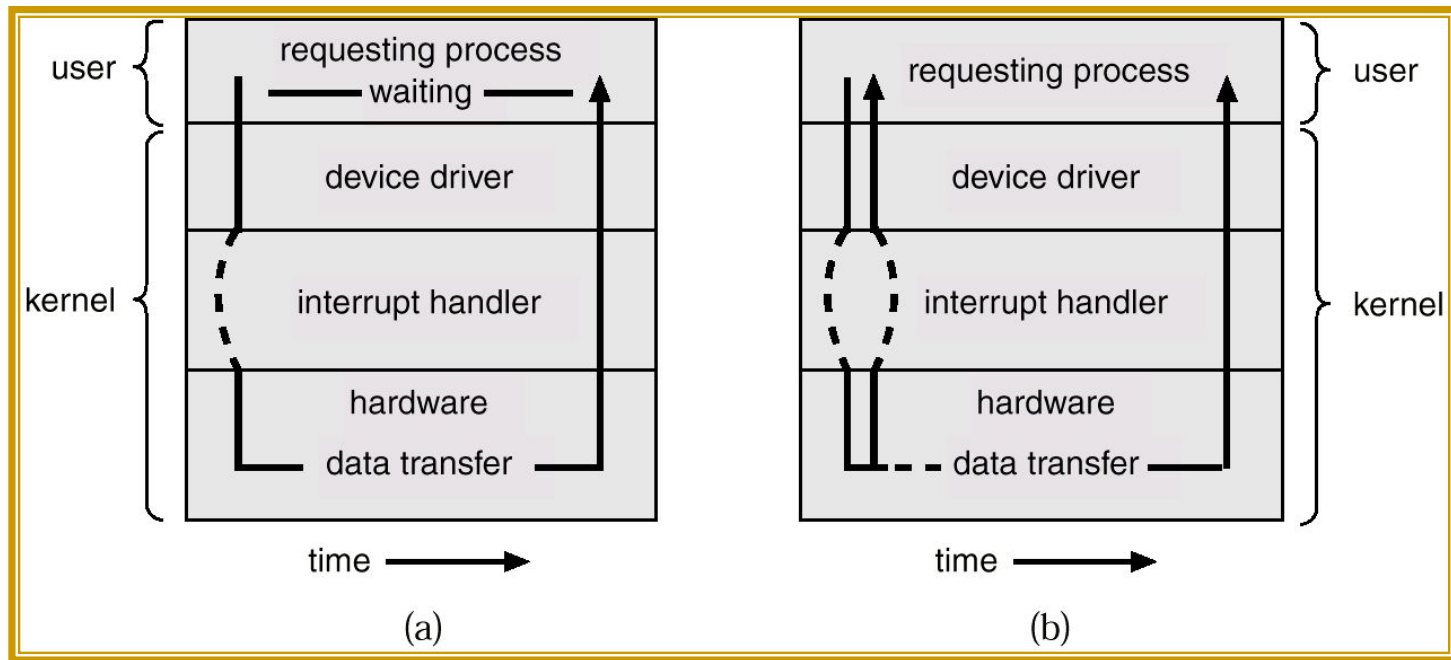 user
requesting process
waiting
device driver
kernel
interrupt handler
hardware
data transfer
time
(a)
requesting process
user
device driver
interrupt handler
kernel
hardware
data transfer
time
(b)